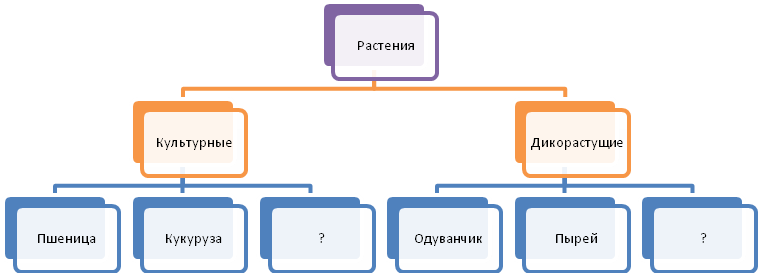 Растения
Культурные
Дикорастущие
Пшеница
Кукуруза
?
Одуванчик
Пырей
?